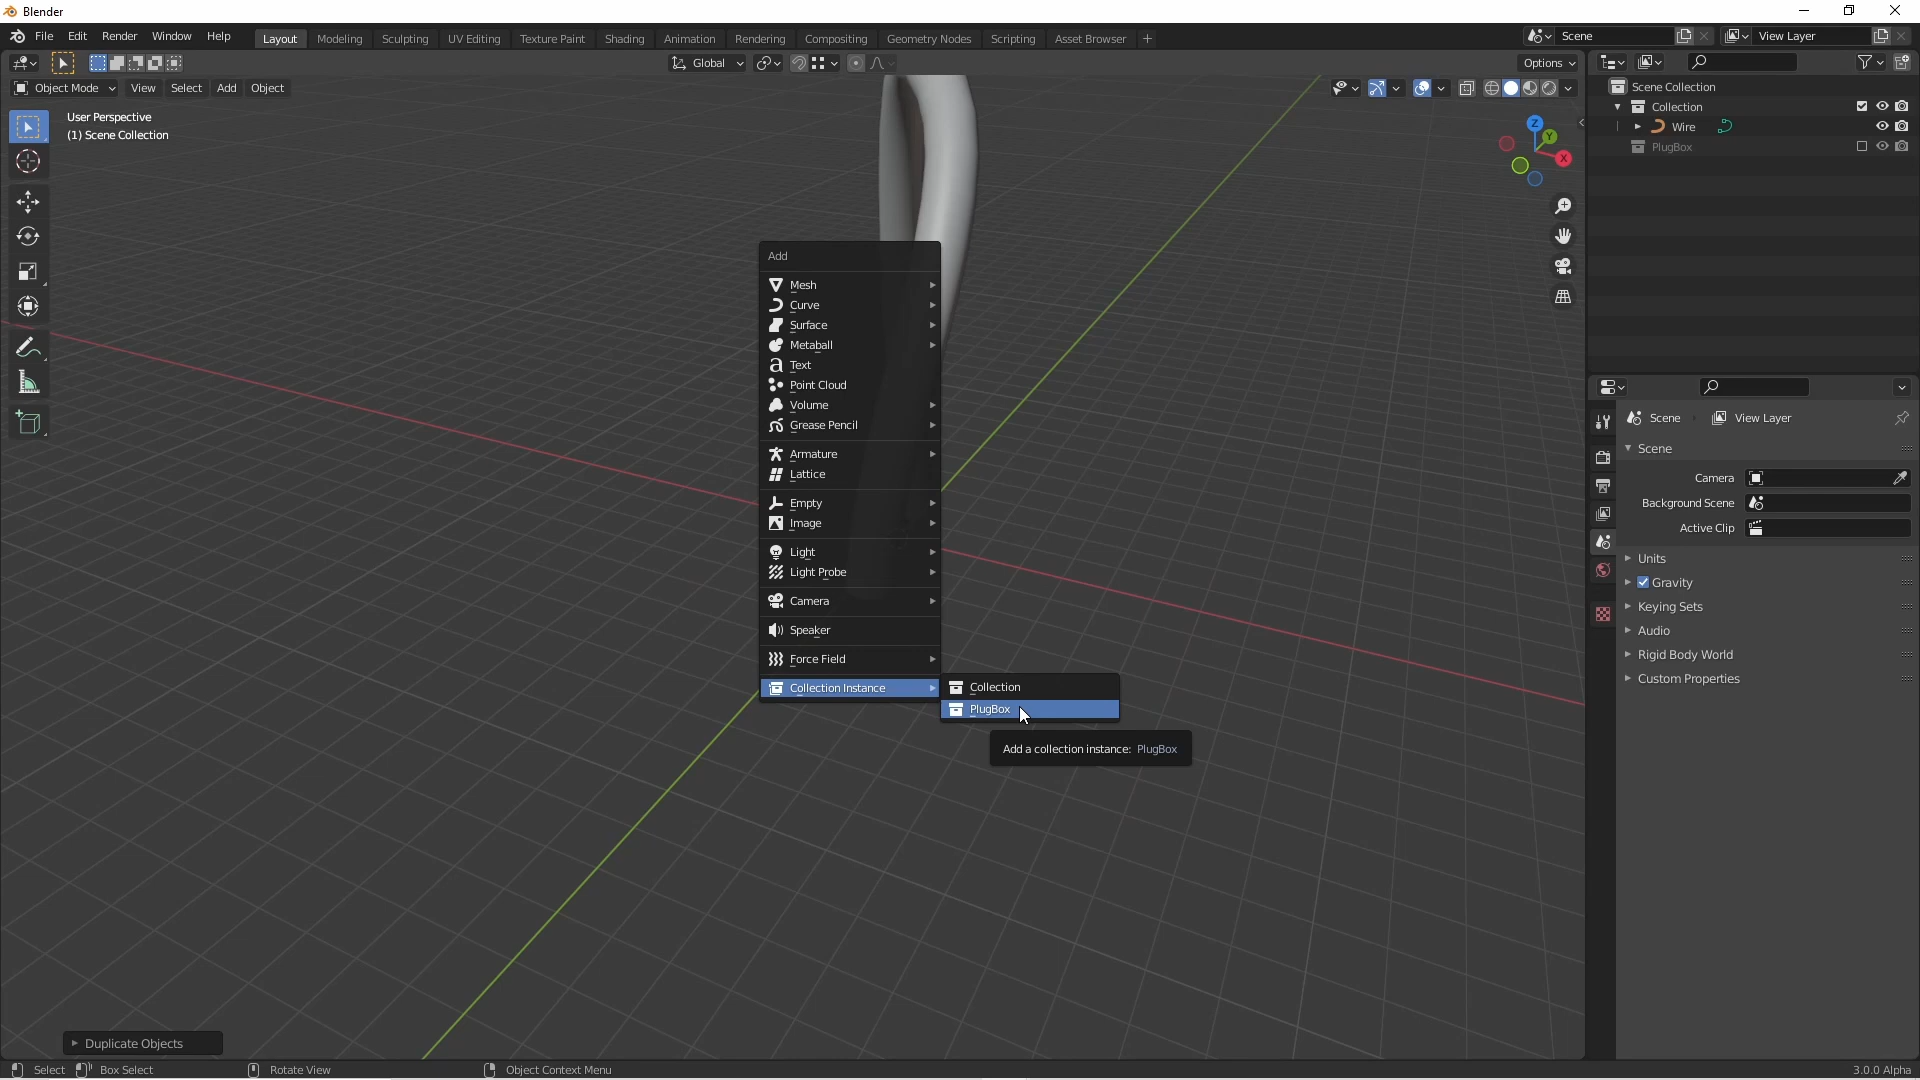 Blender
File Edit Render Window Help
Layout Modeling Sculpting UV Editing Texture Paint Shading Animation Rendering Compositing Geometry Nodes Scripting Asset Browser +
Scene
View Layer
Global
Options
Object Mode View Select Add Object
User Perspective
(1) Scene Collection
Z
Y
X
Scene Collection
Collection
Wire
PlugBox
Add
Mesh
Curve
Surface
Metaball
Text
Point Cloud
Volume
Grease Pencil
Armature
Lattice
Empty
Image
Light
Light Probe
Camera
Speaker
Force Field
Collection Instance
Collection
PlugBox
Add a collection instance: PlugBox
Scene
View Layer
Scene
Camera
Background Scene
Active Clip
Units
Gravity
Keying Sets
Audio
Rigid Body World
Custom Properties
Duplicate Objects
Select Box Select Rotate View Object Context Menu
3.0.0 Alpha